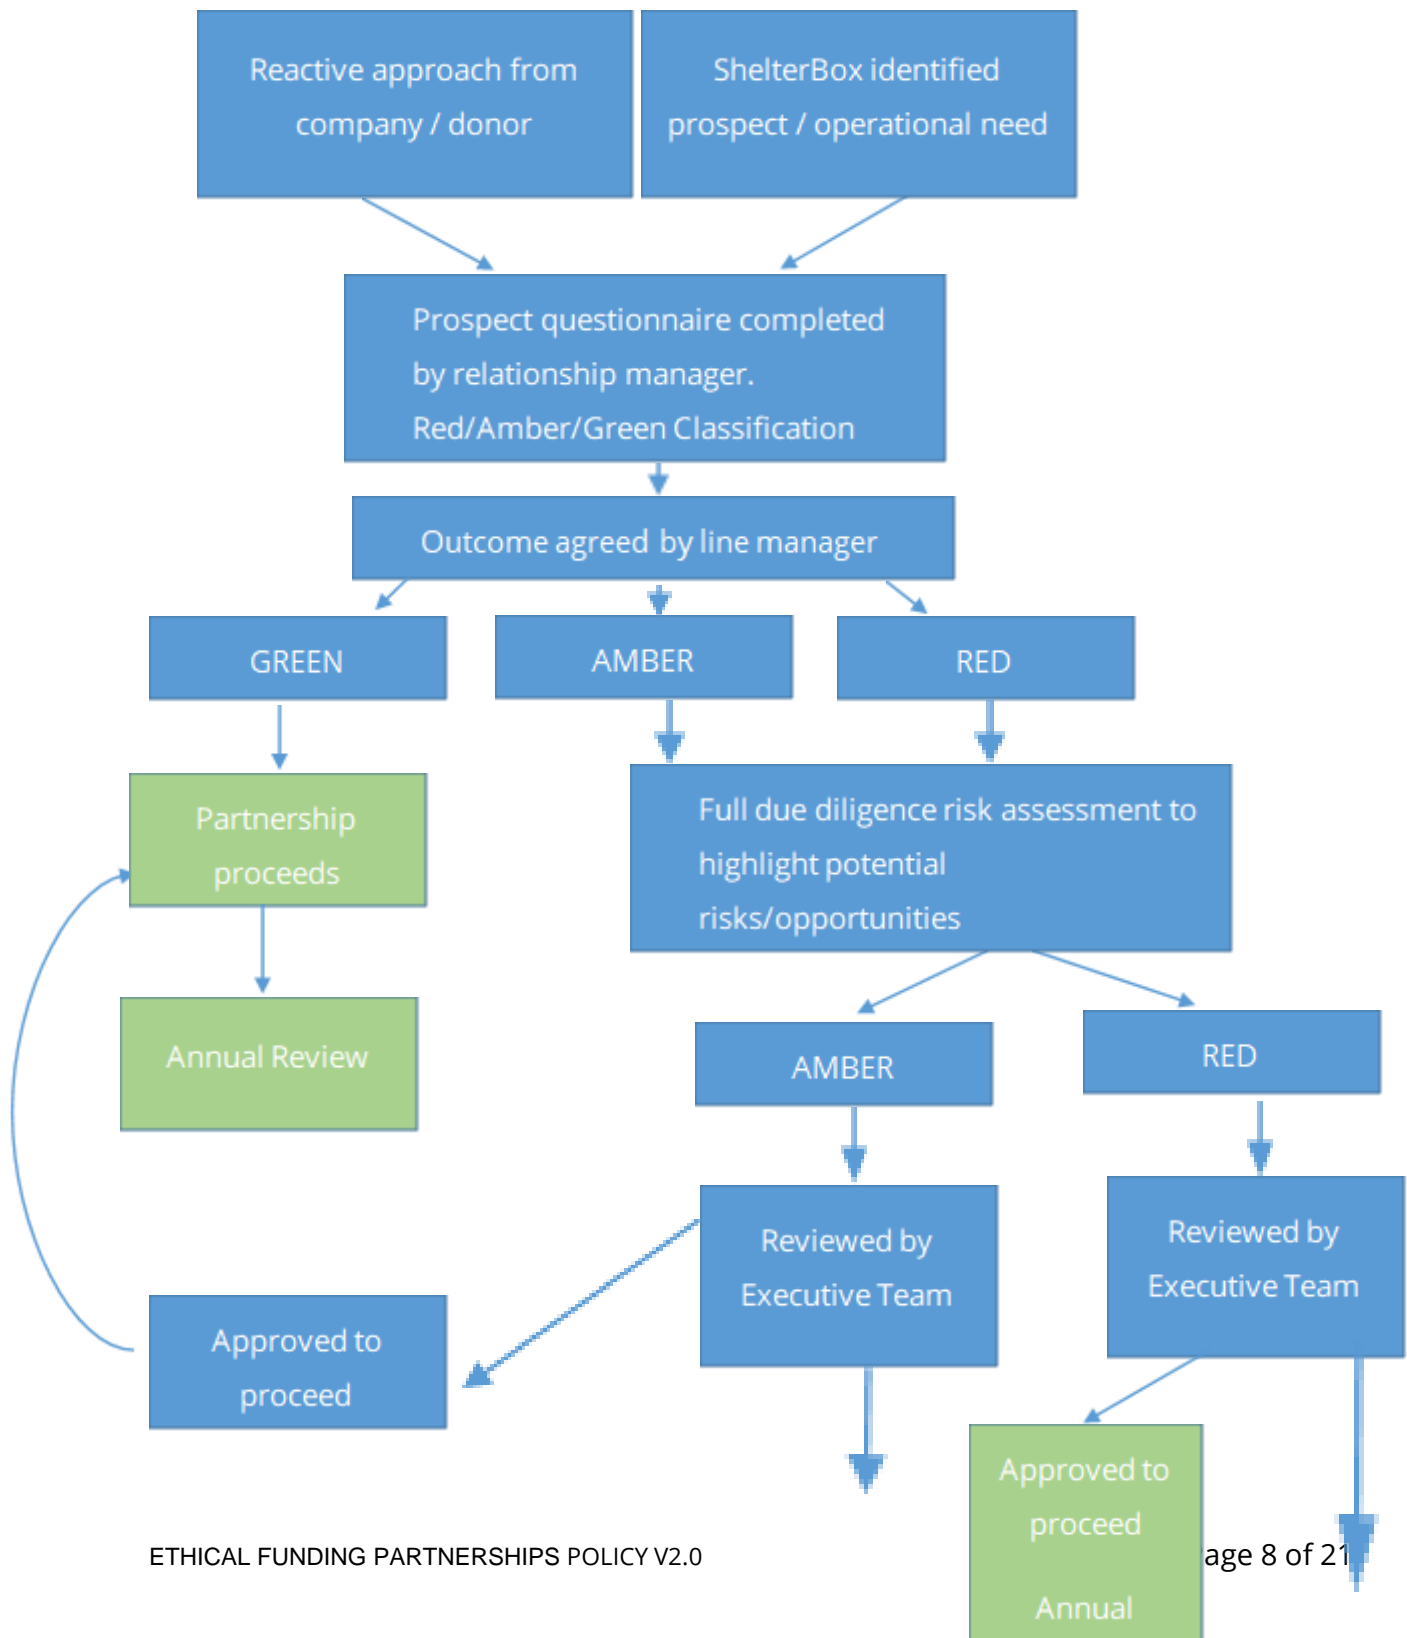 Reactive approach from
company / donor
ShelterBox identified
prospect / operational need
Prospect questionnaire completed
by relationship manager.
Red/Amber/Green Classification
Outcome agreed by line manager
GREEN
AMBER
RED
Partnership
proceeds
Full due diligence risk assessment to
highlight potential
risks/opportunities
Annual Review
AMBER
RED
Reviewed by
Executive Team
Reviewed by
Executive Team
Approved to
proceed
Approved to
proceed
Annual
ETHICAL FUNDING PARTNERSHIPS POLICY V2.0
age 8 of 21